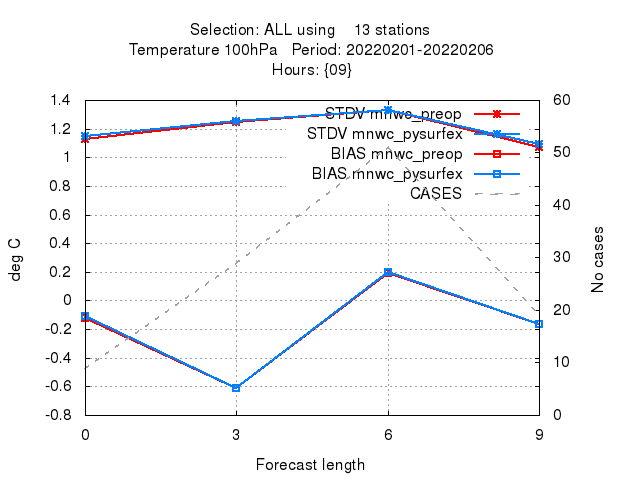 Selection: ALL using    13 stations
Temperature 100hPa   Period: 20220201-20220206
Hours: {09}
1.4
1.2
1
0.8
0.6
0.4
0.2
0
-0.2
-0.4
-0.6
-0.8
deg C
60
50
40
30
20
10
0
No cases
STDV mnwc_preop
STDV mnwc_pysurfex
BIAS mnwc_preop
BIAS mnwc_pysurfex
CASES
0 3 6 9
Forecast length